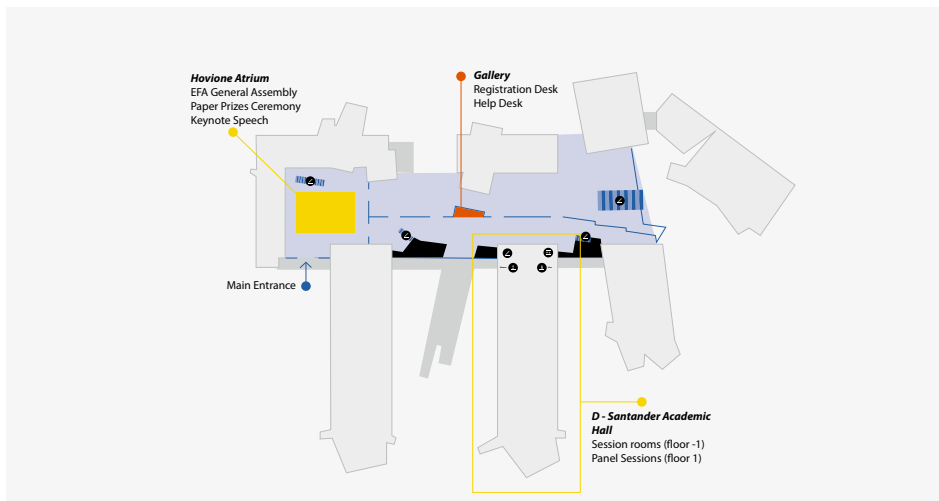 Hovione Atrium
EFA General Assembly
Paper Prizes Ceremony
Keynote Speech
Gallery
Registration Desk
Help Desk
Main Entrance
D - Santander Academic
Hall
Session rooms (floor -1)
Panel Sessions (floor 1)